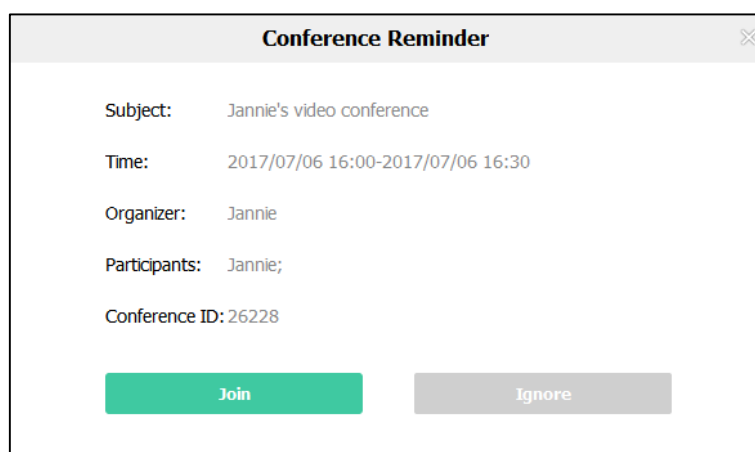 Conference Reminder
Subject: Jannie's video conference
Time: 2017/07/06 16:00-2017/07/06 16:30
Organizer: Jannie
Participants: Jannie;
Conference ID: 26228
Join Ignore